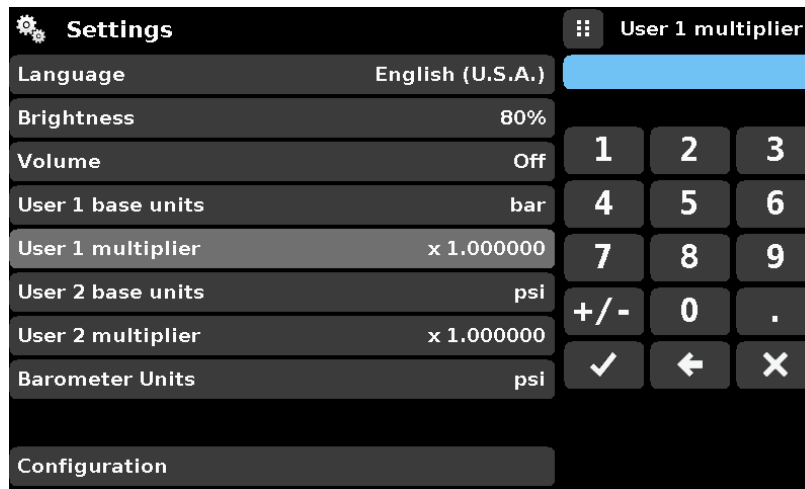 Settings
Language English (U.S.A.)
Brightness 80%
Volume Off
User 1 base units bar
User 1 multiplier x 1.000000
User 2 base units psi
User 2 multiplier x 1.000000
Barometer Units psi
Configuration
User 1 multiplier
1 2 3
4 5 6
7 8 9
+/- 0 .